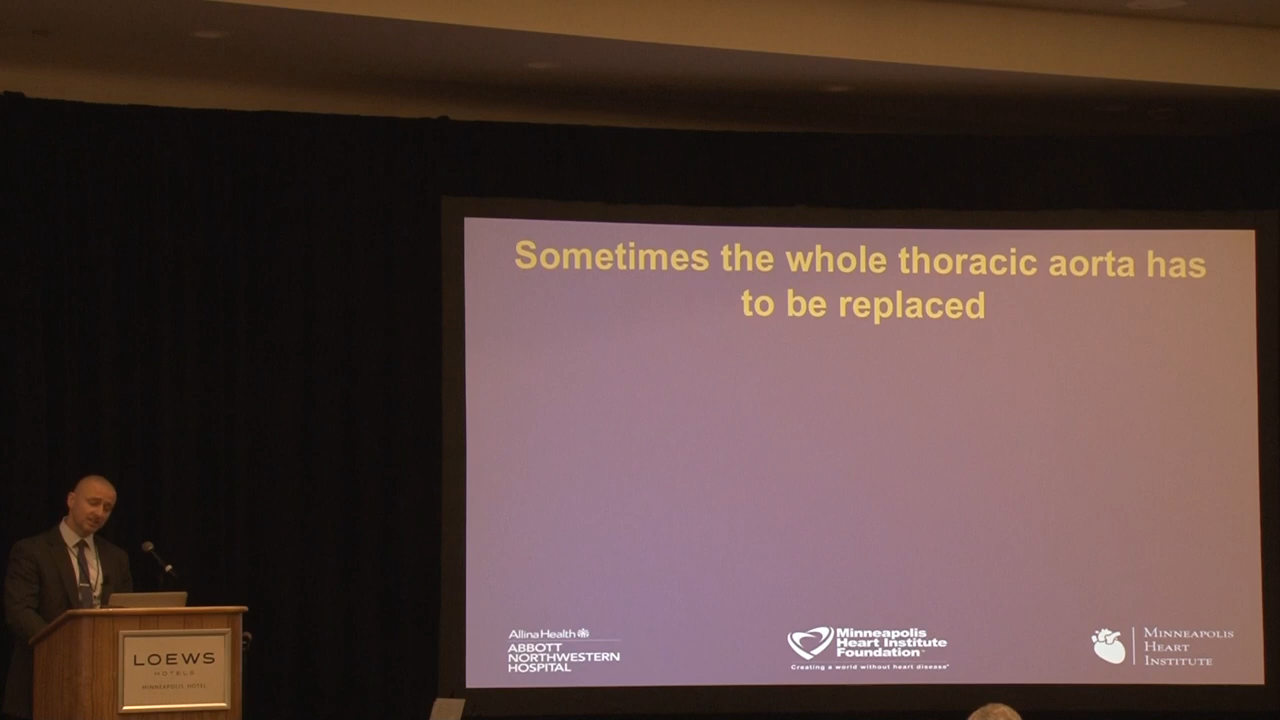 Sometimes the whole thoracic aorta has
to be replaced
Allina Health
ABBOTT
NORTHWESTERN
HOSPITAL
Minneapolis
Heart Institute
Foundation
Creating a world without heart disease®
MINNEAPOLIS
HEART
INSTITUTE
LOEWS
HOTELS
MINNEAPOLIS HOTEL